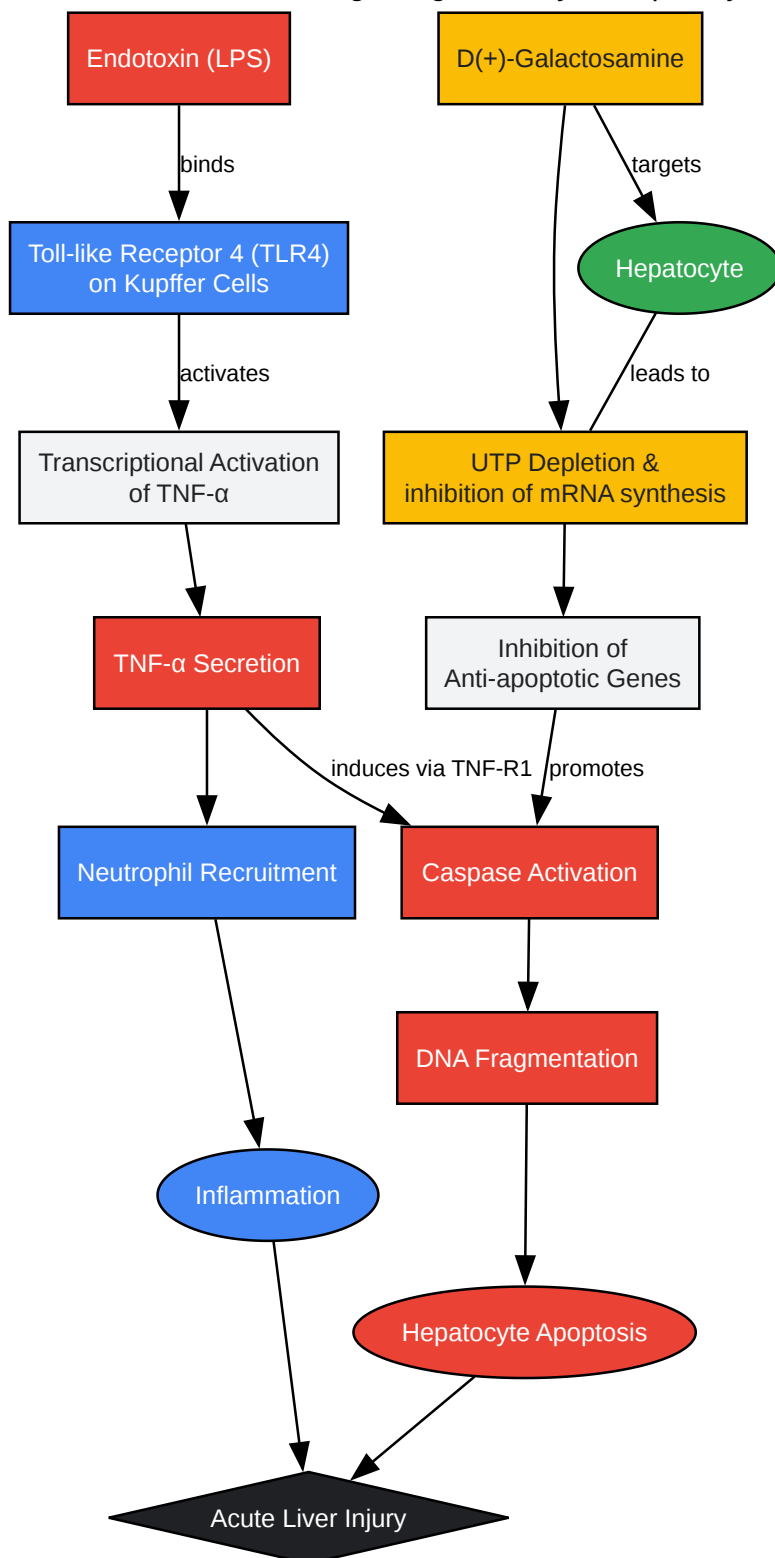 Endotoxin (LPS)
D(+)-Galactosamine
binds
targets
Toll-like Receptor 4 (TLR4)
on Kupffer Cells
Hepatocyte
activates
leads to
Transcriptional Activation
of TNF-α
UTP Depletion &
inhibition of mRNA synthesis
TNF-α Secretion
Inhibition of
Anti-apoptotic Genes
induces via TNF-R1
promotes
Neutrophil Recruitment
Caspase Activation
DNA Fragmentation
Inflammation
Hepatocyte Apoptosis
Acute Liver Injury